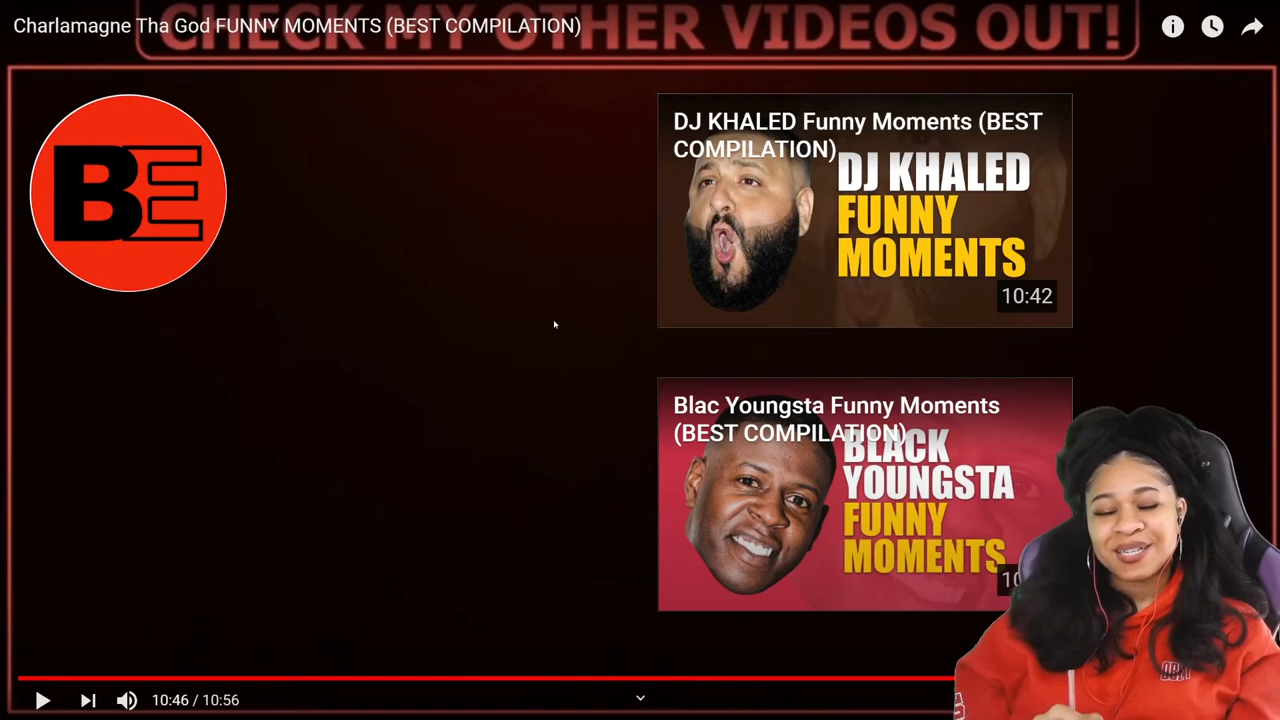 Charlamagne Tha God FUNNY MOMENTS (BEST COMPILATION)
CHECK MY OTHER VIDEOS OUT!
BE
DJ KHALED Funny Moments (BEST
COMPILATION)
DJ KHALED
FUNNY
MOMENTS
10:42
Blac Youngsta Funny Moments
(BEST COMPILATION)
BLACK
YOUNGSTA
FUNNY
MOMENTS
10:46 / 10:56